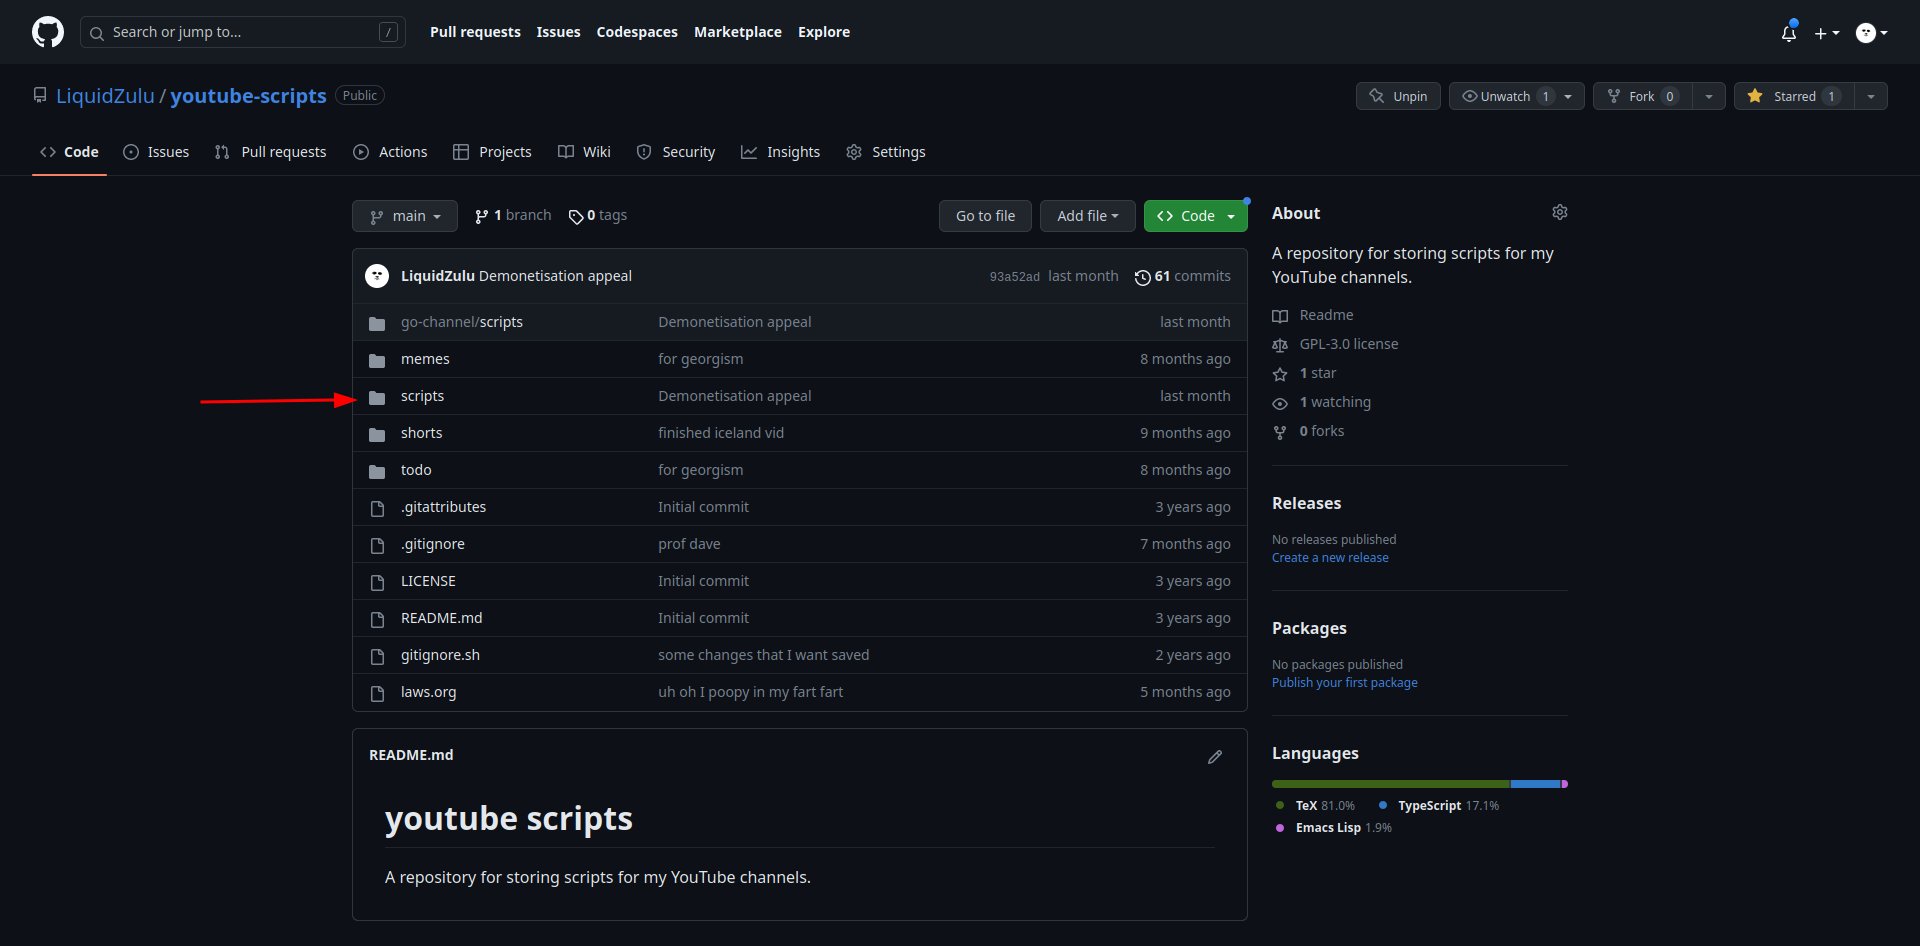 Search or jump to... /
Pull requests Issues Codespaces Marketplace Explore
LiquidZulu / youtube-scripts Public
Unpin Unwatch 1 Fork 0 Starred 1
Code Issues Pull requests Actions Projects Wiki Security Insights Settings
main 1 branch 0 tags Go to file Add file Code
LiquidZulu Demonetisation appeal 93a52ad last month 61 commits
go-channel/scripts Demonetisation appeal last month
memes for georgism 8 months ago
scripts Demonetisation appeal last month
shorts finished iceland vid 9 months ago
todo for georgism 8 months ago
.gitattributes Initial commit 3 years ago
.gitignore prof dave 7 months ago
LICENSE Initial commit 3 years ago
README.md Initial commit 3 years ago
gitignore.sh some changes that I want saved 2 years ago
laws.org uh oh I poopy in my fart fart 5 months ago
README.md
youtube scripts
A repository for storing scripts for my YouTube channels.
About
A repository for storing scripts for my
YouTube channels.
Readme
GPL-3.0 license
1 star
1 watching
0 forks
Releases
No releases published
Create a new release
Packages
No packages published
Publish your first package
Languages
TeX 81.0% TypeScript 17.1%
Emacs Lisp 1.9%